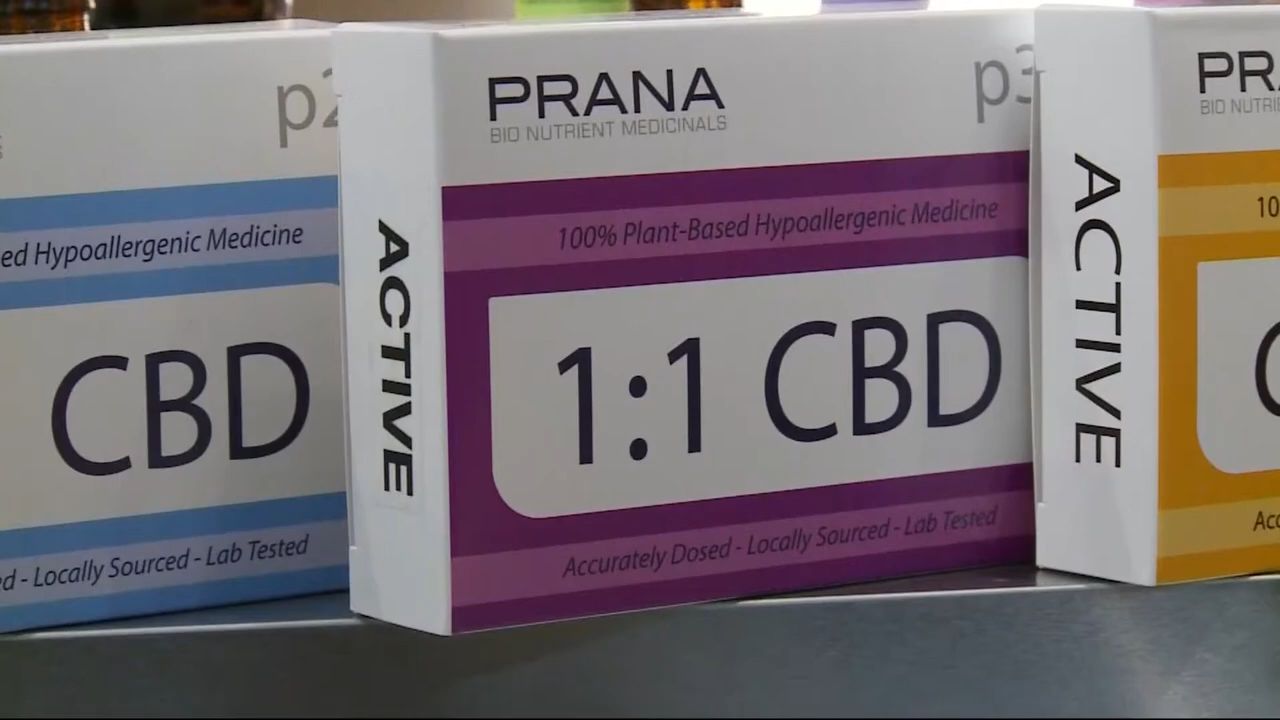 p2
ed Hypoallergenic Medicine
CBD
ed - Locally Sourced - Lab Tested
ACTIVE
PRANA
BIO NUTRIENT MEDICINALS
p3
100% Plant-Based Hypoallergenic Medicine
1:1 CBD
Accurately Dosed - Locally Sourced - Lab Tested
ACTIVE
PRA
BIO NUTRI
10
C
Acc